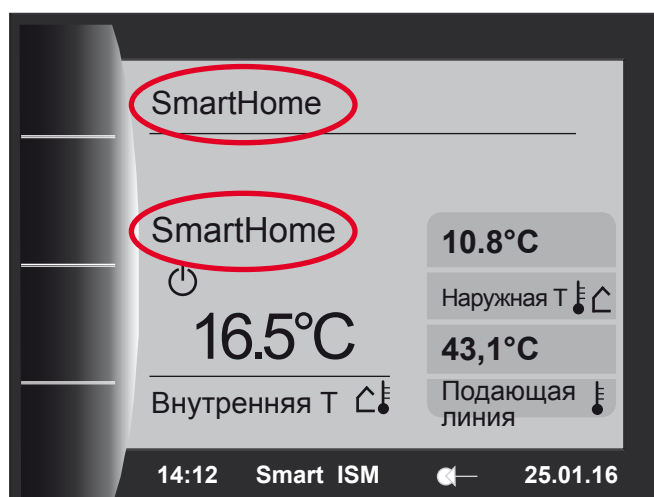 SmartHome
SmartHome
16.5°C
Внутренняя Т
10.8°C
Наружная Т
43,1°C
Подающая
линия
14:12 Smart ISM 25.01.16